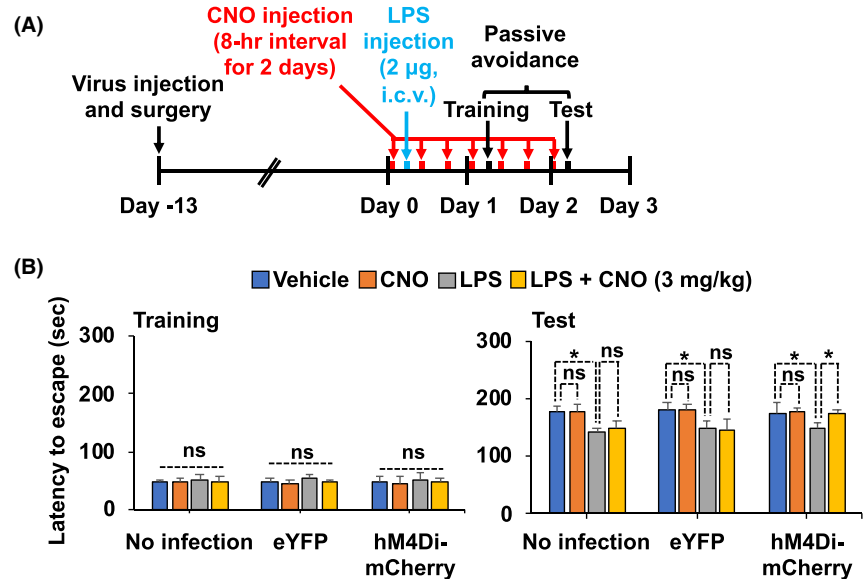 (A)
CNO injection
(8-hr interval
for 2 days)
LPS
injection
(2 µg,
i.c.v.)
Passive
avoidance
Virus injection
and surgery
Training Test
Day -13 Day 0 Day 1 Day 2 Day 3
(B)
Vehicle CNO LPS LPS + CNO (3 mg/kg)
Latency to escape (sec)
Training
300
200
100
0
ns ns ns
No infection eYFP hM4Di-
mCherry
Test
300
200
100
0
* ns * ns * *
ns ns ns
No infection eYFP hM4Di-
mCherry